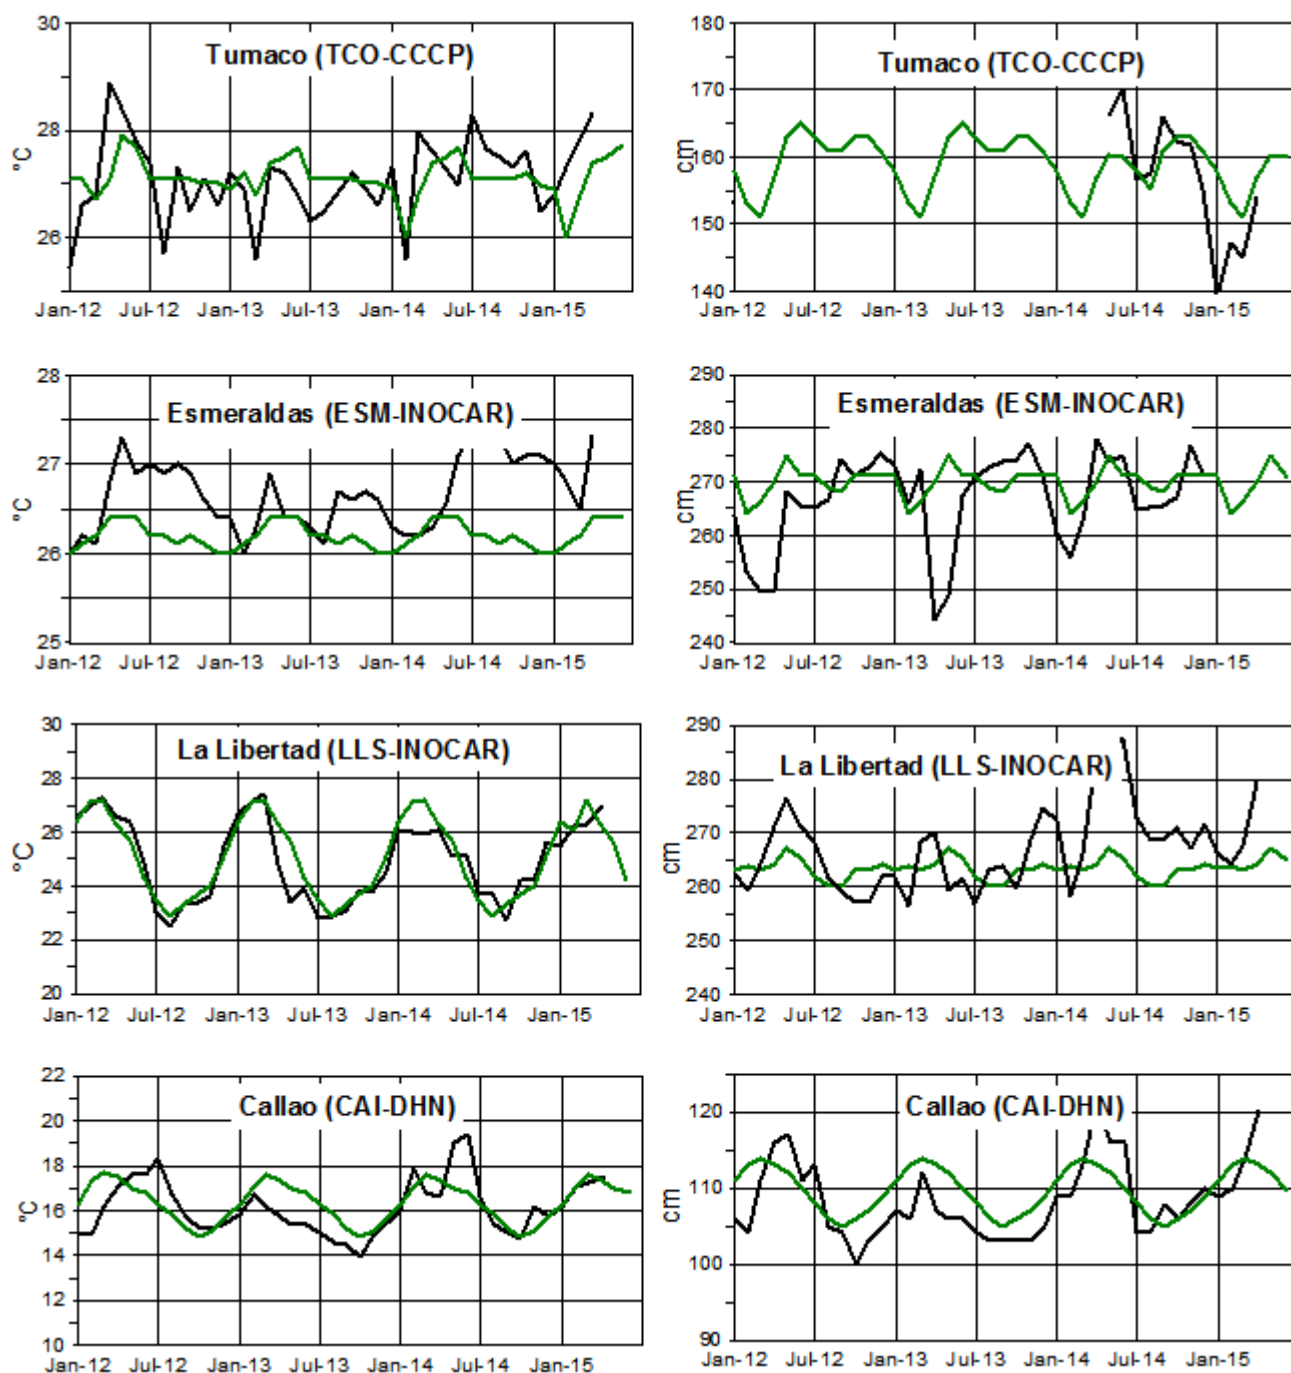 30
28
26
°C
Tumaco (TCO-CCCP)
Jan-12 Jul-12 Jan-13 Jul-13 Jan-14 Jul-14 Jan-15
180
170
160
150
140
cm
Tumaco (TCO-CCCP)
Jan-12 Jul-12 Jan-13 Jul-13 Jan-14 Jul-14 Jan-15
28
27
26
25
°C
Esmeraldas (ESM-INOCAR)
Jan-12 Jul-12 Jan-13 Jul-13 Jan-14 Jul-14 Jan-15
290
280
270
260
250
240
cm
Esmeraldas (ESM-INOCAR)
Jan-12 Jul-12 Jan-13 Jul-13 Jan-14 Jul-14 Jan-15
30
28
26
24
22
20
°C
La Libertad (LLS-INOCAR)
Jan-12 Jul-12 Jan-13 Jul-13 Jan-14 Jul-14 Jan-15
290
280
270
260
250
240
cm
La Libertad (LLS-INOCAR)
Jan-12 Jul-12 Jan-13 Jul-13 Jan-14 Jul-14 Jan-15
22
20
18
16
14
12
10
°C
Callao (CAI-DHN)
Jan-12 Jul-12 Jan-13 Jul-13 Jan-14 Jul-14 Jan-15
120
110
100
90
cm
Callao (CAI-DHN)
Jan-12 Jul-12 Jan-13 Jul-13 Jan-14 Jul-14 Jan-15